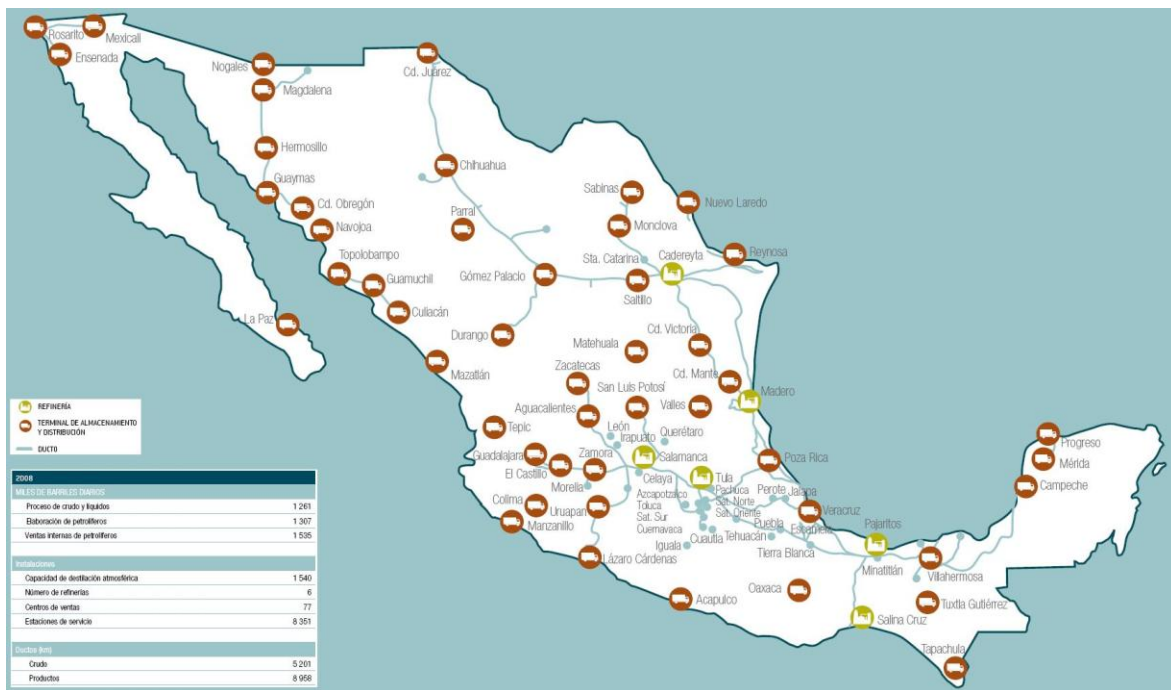 Rosarito
Mexicali
Ensenada
Nogales
Magdalena
Cd. Juárez
Hermosillo
Guaymas
Cd. Obregón
Navojoa
Chihuahua
Parral
Sabinas
Monclova
Nuevo Laredo
Reynosa
Sta. Catarina
Cadereyta
Topolobampo
Guamuchil
Culiacán
La Paz
Gómez Palacio
Saltillo
Durango
Mazatlán
Matehuala
Cd. Victoria
Cd. Mante
Madero
Zacatecas
San Luis Potosí
Aguacalientes
Valles
León
Irapuato
Querétaro
Tepic
Guadalajara
El Castillo
Zamora
Salamanca
Poza Rica
Celaya
Tula
Morelia
Colima
Manzanillo
Uruapan
Azcapotzalco
Toluca
Sat. Sur
Cuernavaca
Pachuca
Sat. Norte
Sat. Oriente
Perote
Jalapa
Veracruz
Puebla
Escamela
Pajaritos
Cuautla
Tehuacán
Tierra Blanca
Iguala
Minatitlán
Villahermosa
Lázaro Cárdenas
Acapulco
Oaxaca
Salina Cruz
Tuxtla Gutiérrez
Tapachula
Progreso
Mérida
Campeche
REFINERÍA
TERMINAL DE ALMACENAMIENTO
Y DISTRIBUCIÓN
DUCTO
2008
MILES DE BARRILES DIARIOS
Proceso de crudo y líquidos 1 261
Elaboración de petrolíferos 1 307
Ventas internas de petrolíferos 1 535
Instalaciones
Capacidad de destilación atmosférica 1 540
Número de refinerías 6
Centros de ventas 77
Estaciones de servicio 8 351
Ductos (km)
Crudo 5 201
Productos 8 958